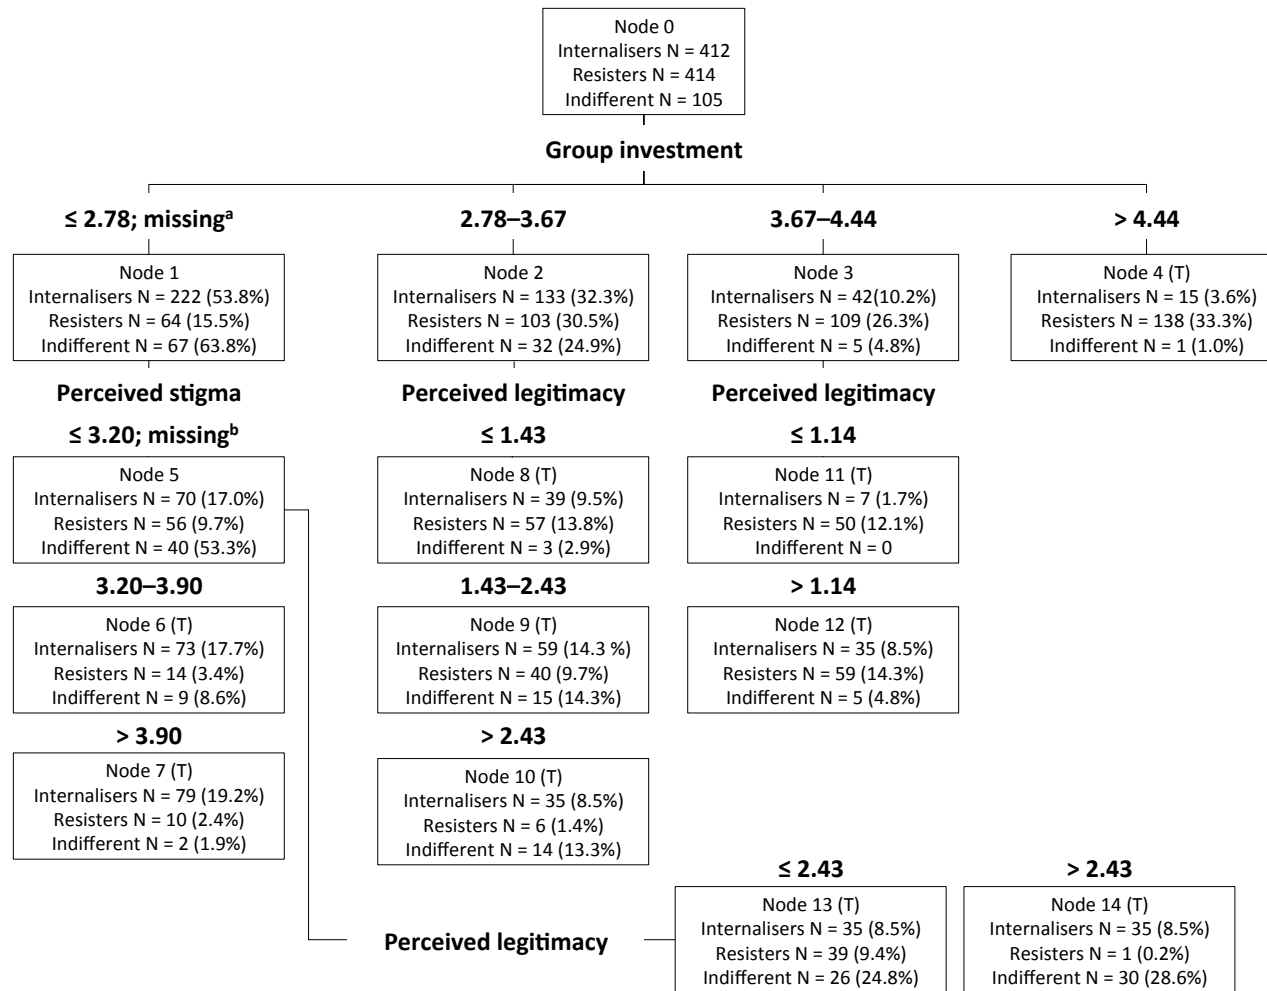 Node 0
Internalisers N = 412
Resisters N = 414
Indifferent N = 105
Group investment
≤ 2.78; missingᵃ
2.78–3.67
3.67–4.44
> 4.44
Node 1
Internalisers N = 222 (53.8%)
Resisters N = 64 (15.5%)
Indifferent N = 67 (63.8%)
Node 2
Internalisers N = 133 (32.3%)
Resisters N = 103 (30.5%)
Indifferent N = 32 (24.9%)
Node 3
Internalisers N = 42(10.2%)
Resisters N = 109 (26.3%)
Indifferent N = 5 (4.8%)
Node 4 (T)
Internalisers N = 15 (3.6%)
Resisters N = 138 (33.3%)
Indifferent N = 1 (1.0%)
Perceived stigma
Perceived legitimacy
Perceived legitimacy
≤ 3.20; missingᵇ
≤ 1.43
≤ 1.14
Node 5
Internalisers N = 70 (17.0%)
Resisters N = 56 (9.7%)
Indifferent N = 40 (53.3%)
Node 8 (T)
Internalisers N = 39 (9.5%)
Resisters N = 57 (13.8%)
Indifferent N = 3 (2.9%)
Node 11 (T)
Internalisers N = 7 (1.7%)
Resisters N = 50 (12.1%)
Indifferent N = 0
3.20–3.90
1.43–2.43
> 1.14
Node 6 (T)
Internalisers N = 73 (17.7%)
Resisters N = 14 (3.4%)
Indifferent N = 9 (8.6%)
Node 9 (T)
Internalisers N = 59 (14.3 %)
Resisters N = 40 (9.7%)
Indifferent N = 15 (14.3%)
Node 12 (T)
Internalisers N = 35 (8.5%)
Resisters N = 59 (14.3%)
Indifferent N = 5 (4.8%)
> 3.90
> 2.43
Node 7 (T)
Internalisers N = 79 (19.2%)
Resisters N = 10 (2.4%)
Indifferent N = 2 (1.9%)
Node 10 (T)
Internalisers N = 35 (8.5%)
Resisters N = 6 (1.4%)
Indifferent N = 14 (13.3%)
Perceived legitimacy
≤ 2.43
> 2.43
Node 13 (T)
Internalisers N = 35 (8.5%)
Resisters N = 39 (9.4%)
Indifferent N = 26 (24.8%)
Node 14 (T)
Internalisers N = 35 (8.5%)
Resisters N = 1 (0.2%)
Indifferent N = 30 (28.6%)